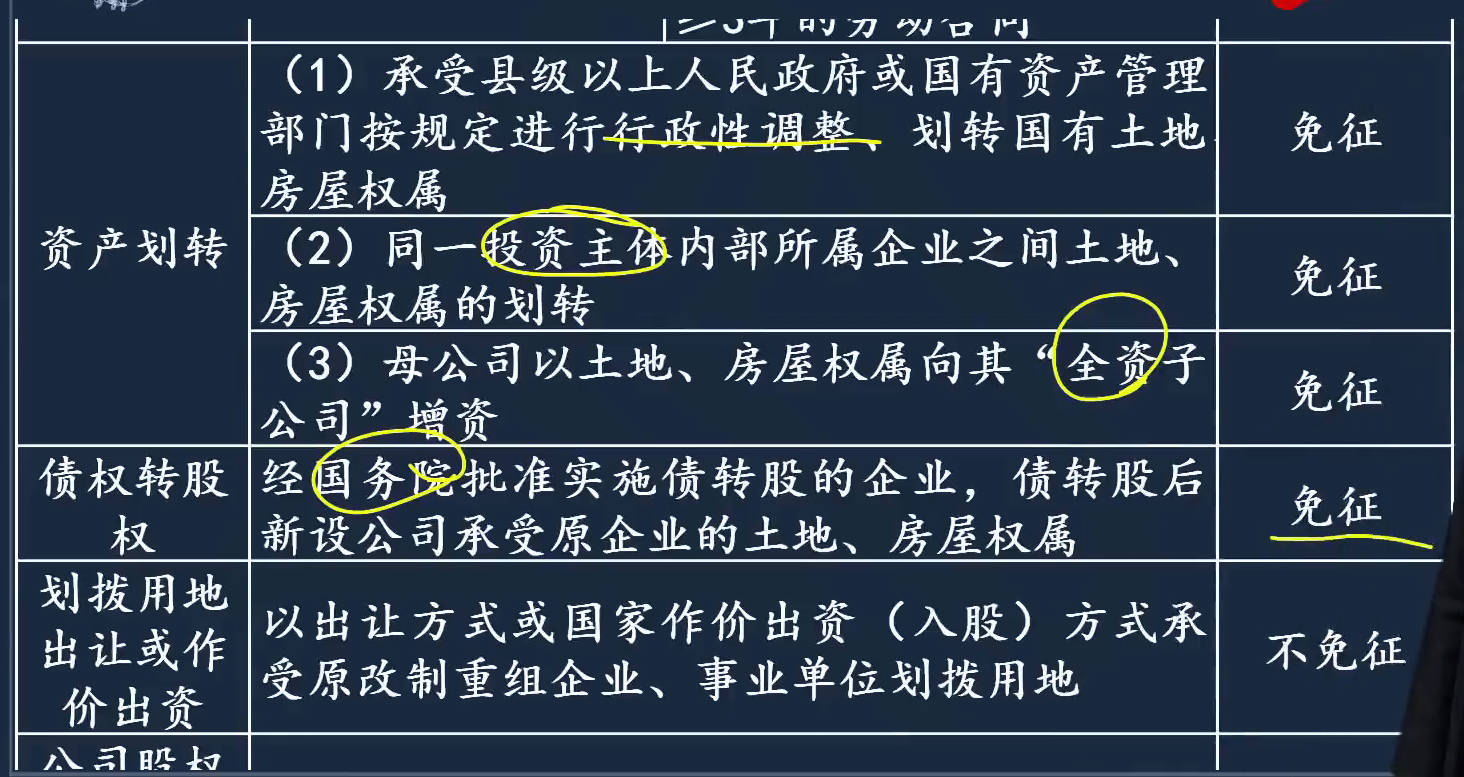 ≥3年的劳动合同
资产划转
（1）承受县级以上人民政府或国有资产管理
部门按规定进行行政性调整、划转国有土地、
房屋权属
免征
（2）同一投资主体内部所属企业之间土地、
房屋权属的划转
免征
（3）母公司以土地、房屋权属向其“全资子
公司”增资
免征
债权转股
权
经国务院批准实施债转股的企业，债转股后
新设公司承受原企业的土地、房屋权属
免征
划拨用地
出让或作
价出资
以出让方式或国家作价出资（入股）方式承
受原改制重组企业、事业单位划拨用地
不免征
公司股权